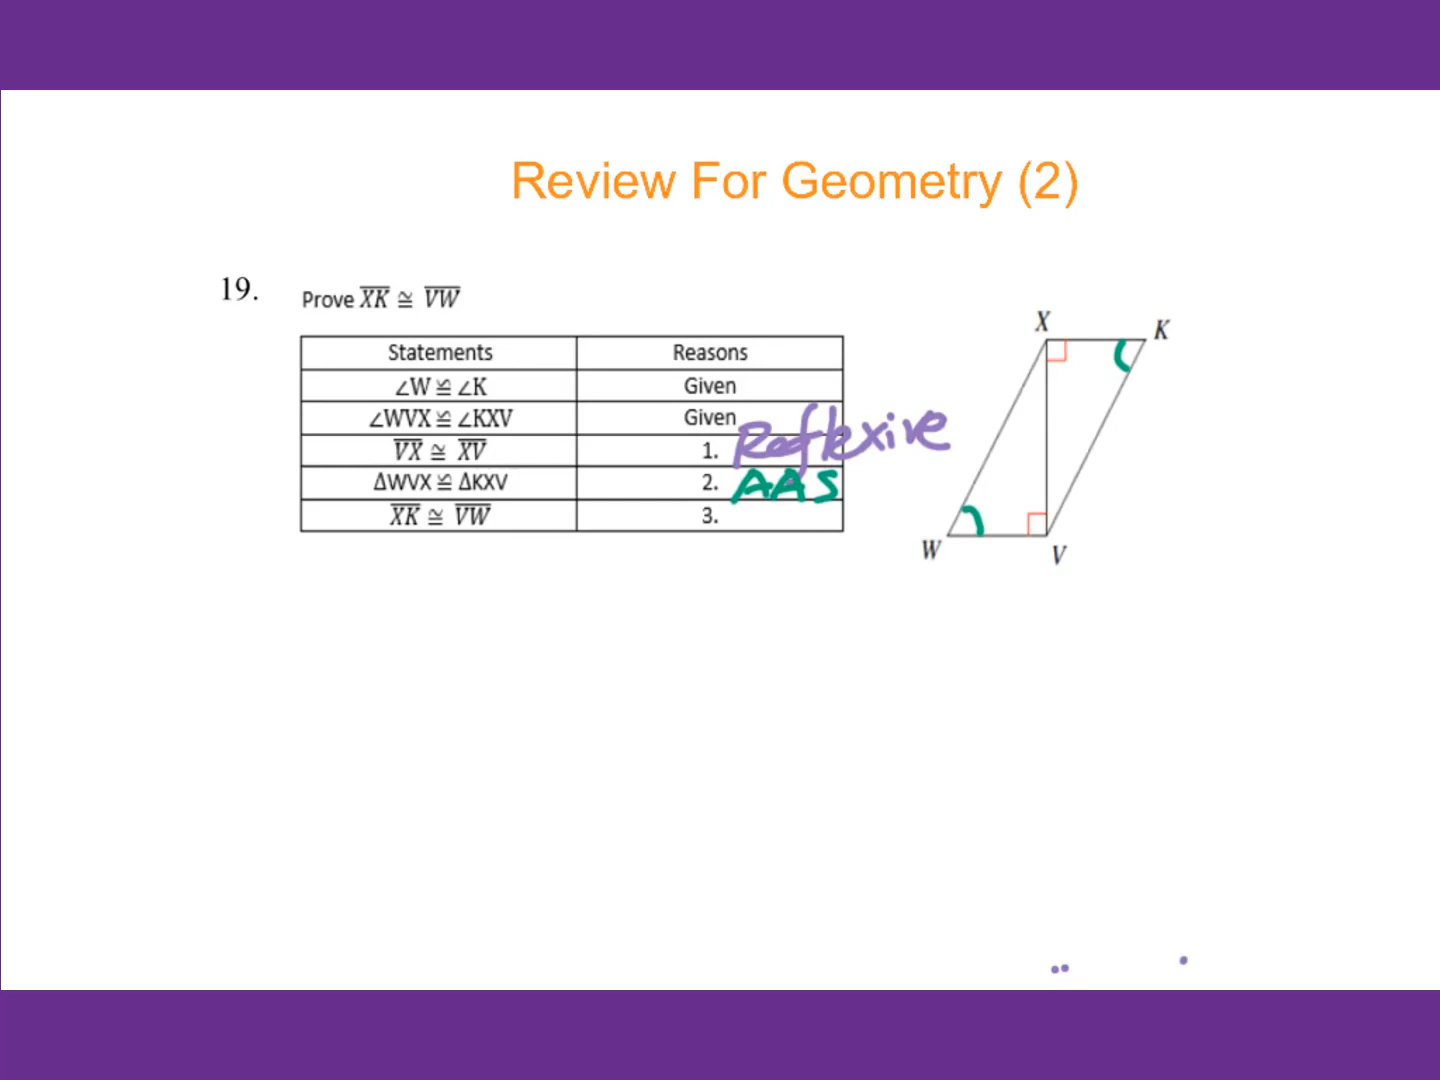 Review For Geometry (2)
19. Prove XK ≅ VW
Statements Reasons
∠W ≌ ∠K Given
∠WVX ≌ ∠KXV Given
VX ≅ XV 1. Reflexive
ΔWVX ≌ ΔKXV 2. AAS
XK ≅ VW 3.
X
K
W
V